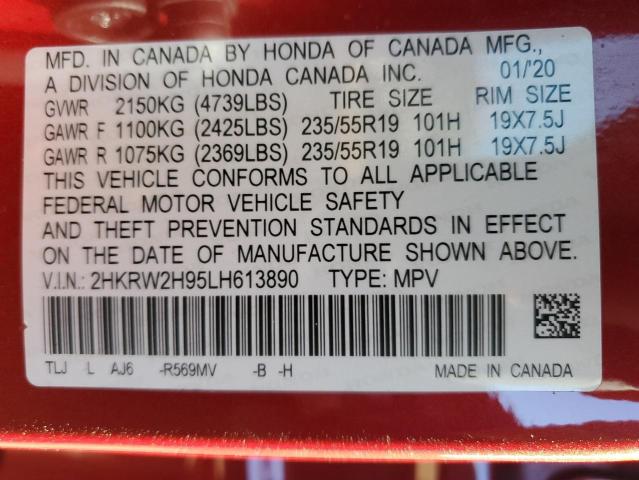 MFD. IN CANADA BY HONDA OF CANADA MFG.,
A DIVISION OF HONDA CANADA INC. 01/'20
GVWR 2150KG (4739LBS) TIRE SIZE RIM SIZE
GAWR F 1100KG (2425LBS) 235/55R19 101H 19X7.5J
GAWR R 1075KG (2369LBS) 235/55R19 101H 19X7.5J
THIS VEHICLE CONFORMS TO ALL APPLICABLE
FEDERAL MOTOR VEHICLE SAFETY
AND THEFT PREVENTION STANDARDS IN EFFECT
ON THE DATE OF MANUFACTURE SHOWN ABOVE.
V.I.N.: 2HKRW2H95LH613890 TYPE: MPV
TLJ -L AJ6 -R569MV -B -H MADE IN CANADA